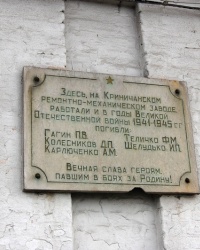 Здесь, на Криничанском
ремонтно-механическом заводе
работали и в годы Великой
Отечественной войны 1941-1945 г.г.
погибли:
Гагин П.В. Теличко Ф.М.
Колесников Д.П. Шелудько И.П.
Карлюченко А.М.
Вечная слава героям,
павшим в боях за Родину!